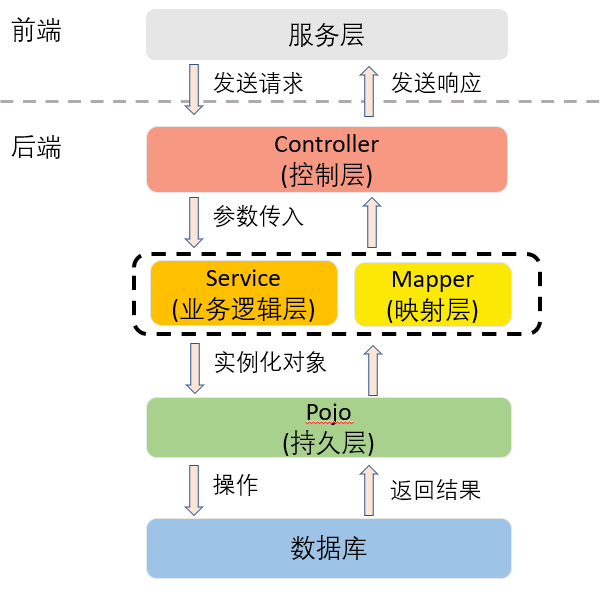 前端
服务层
发送请求
发送响应
后端
Controller
(控制层)
参数传入
Service
(业务逻辑层)
Mapper
(映射层)
实例化对象
Pojo
(持久层)
操作
返回结果
数据库